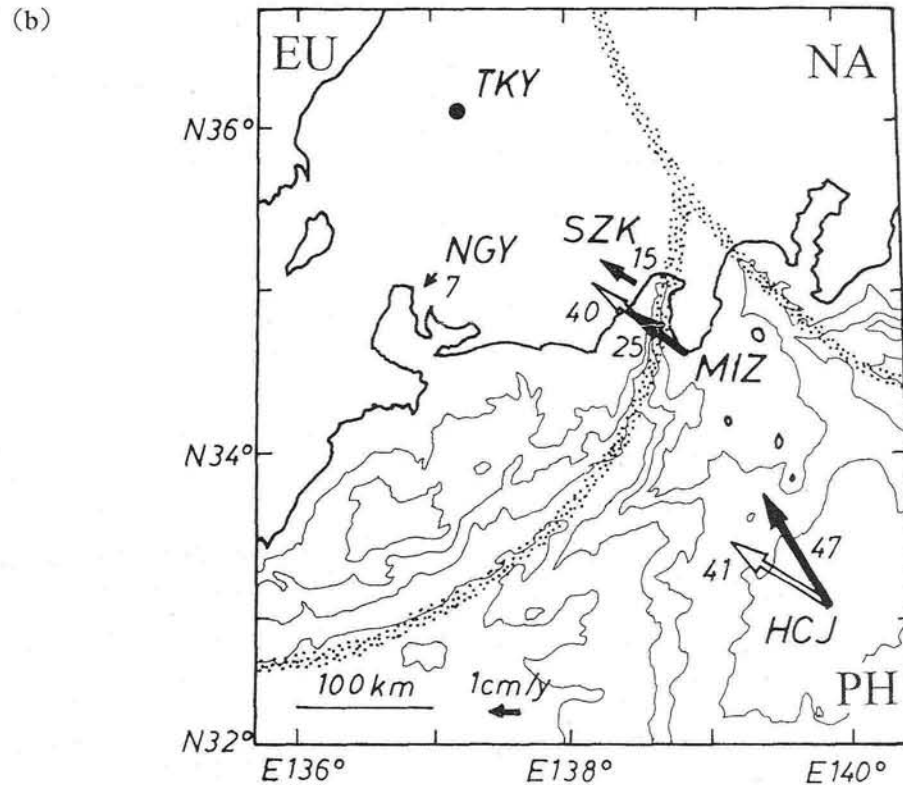 (b)
EU
NA
TKY
N36°
SZK
15
NGY
7
40
25
MIZ
N34°
47
41
HCJ
PH
100 km
1cm/y
N32°
E136°
E138°
E140°